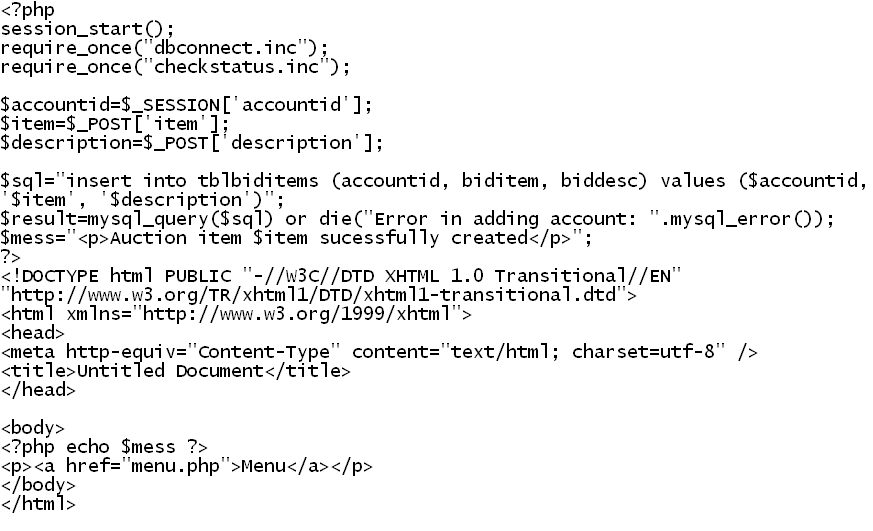 <?php
session_start();
require_once("dbconnect.inc");
require_once("checkstatus.inc");

$accountid=$_SESSION['accountid'];
$item=$_POST['item'];
$description=$_POST['description'];

$sql="insert into tblbiditems (accountid, biditem, biddesc) values ($accountid,
'$item', '$description')";
$result=mysql_query($sql) or die("Error in adding account: ".mysql_error());
$mess="<p>Auction item $item sucessfully created</p>";
?>
<!DOCTYPE html PUBLIC "-//W3C//DTD XHTML 1.0 Transitional//EN"
"http://www.w3.org/TR/xhtml1/DTD/xhtml1-transitional.dtd">
<html xmlns="http://www.w3.org/1999/xhtml">
<head>
<meta http-equiv="Content-Type" content="text/html; charset=utf-8" />
<title>Untitled Document</title>
</head>

<body>
<?php echo $mess ?>
<p><a href="menu.php">Menu</a></p>
</body>
</html>